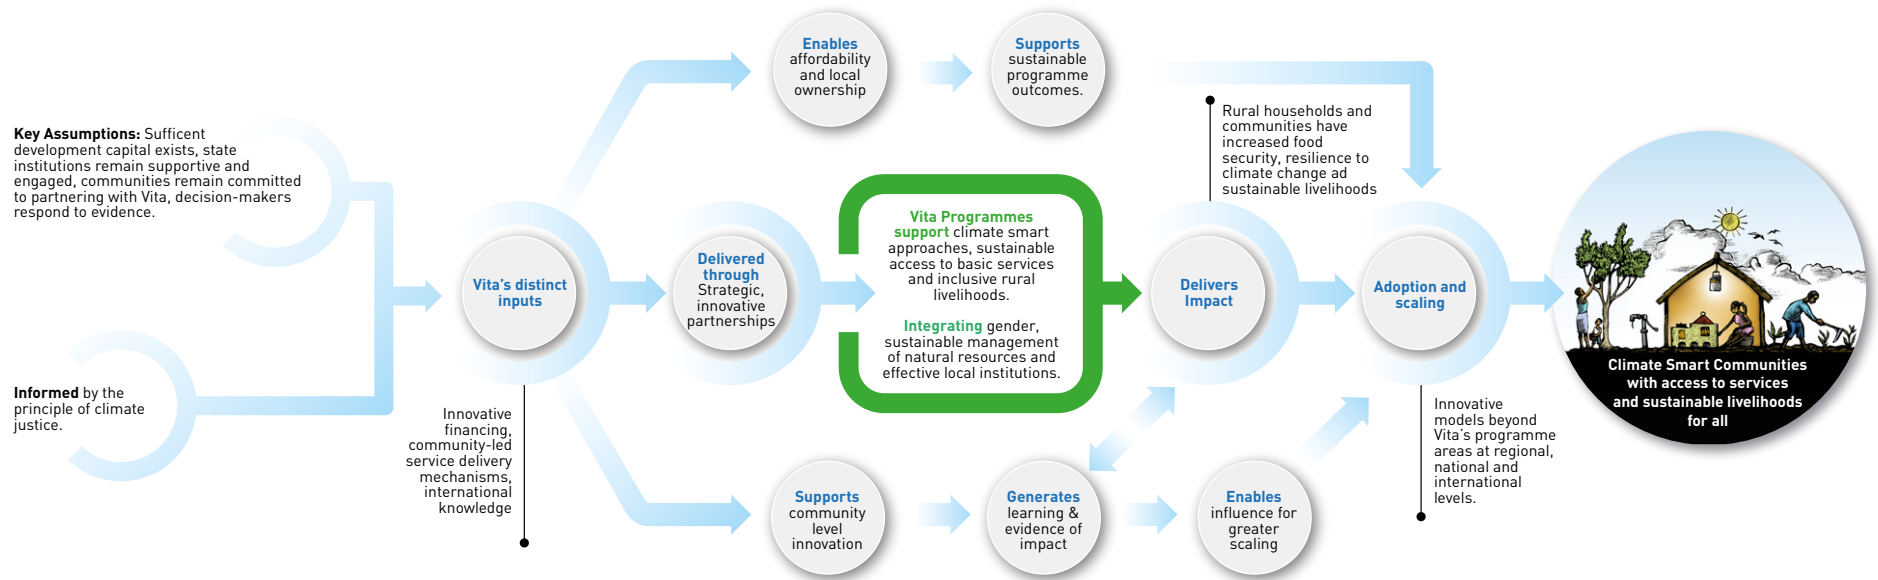 Key Assumptions: Sufficent
development capital exists, state
institutions remain supportive and
engaged, communities remain committed
to partnering with Vita, decision-makers
respond to evidence.
Informed by the
principle of climate
justice.
Vita's distinct
inputs
Innovative
financing,
community-led
service delivery
mechanisms,
international
knowledge
Enables
affordability
and local
ownership
Supports
sustainable
programme
outcomes.
Delivered
through
Strategic,
innovative
partnerships
Vita Programmes
support climate smart
approaches, sustainable
access to basic services
and inclusive rural
livelihoods.
Integrating gender,
sustainable management
of natural resources and
effective local institutions.
Supports
community
level
innovation
Generates
learning &
evidence of
impact
Enables
influence for
greater
scaling
Rural households and
communities have
increased food
security, resilience to
climate change ad
sustainable livelihoods
Delivers
Impact
Adoption and
scaling
Innovative
models beyond
Vita's programme
areas at regional,
national and
international
levels.
Climate Smart Communities
with access to services
and sustainable livelihoods
for all